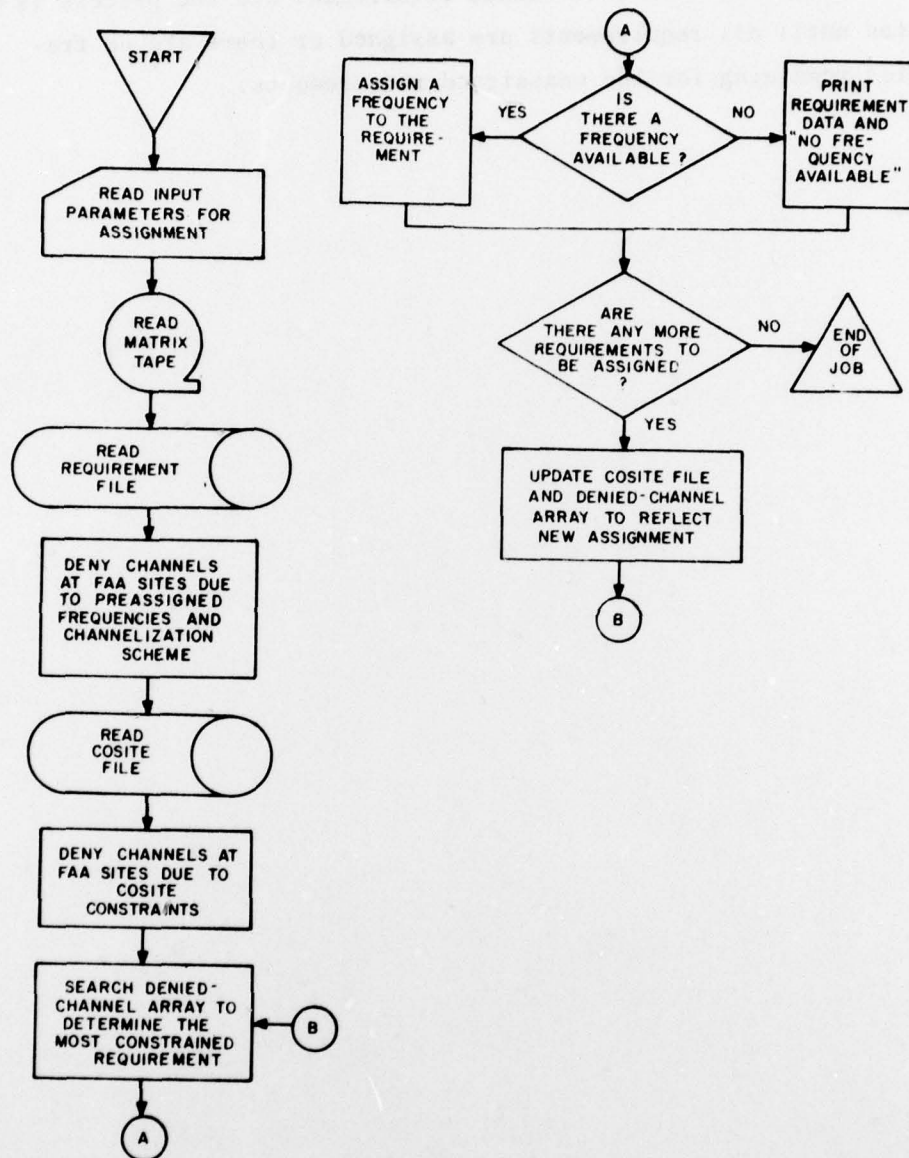 START
READ INPUT
PARAMETERS FOR
ASSIGNMENT
READ
MATRIX
TAPE
READ
REQUIREMENT
FILE
DENY CHANNELS
AT FAA SITES DUE
TO PREASSIGNED
FREQUENCIES AND
CHANNELIZATION
SCHEME
READ
COSITE
FILE
DENY CHANNELS AT
FAA SITES DUE TO
COSITE
CONSTRAINTS
SEARCH DENIED-
CHANNEL ARRAY TO
DETERMINE THE
MOST CONSTRAINED
REQUIREMENT
B
A
A
IS
THERE A
FREQUENCY
AVAILABLE ?
YES
NO
ASSIGN A
FREQUENCY
TO THE
REQUIRE-
MENT
PRINT
REQUIREMENT
DATA AND
"NO FRE-
QUENCY
AVAILABLE"
ARE
THERE ANY MORE
REQUIREMENTS TO
BE ASSIGNED
?
NO
END
OF
JOB
YES
UPDATE COSITE FILE
AND DENIED-CHANNEL
ARRAY TO REFLECT
NEW ASSIGNMENT
B